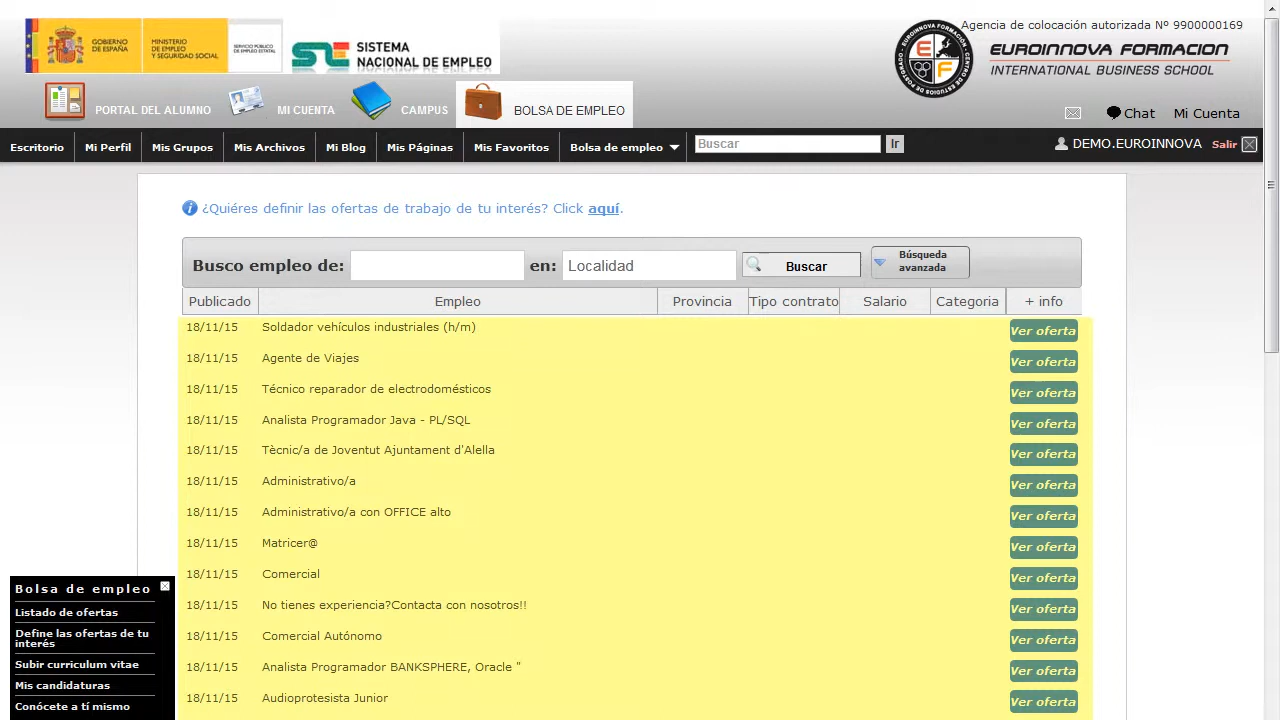 GOBIERNO DE ESPAÑA
MINISTERIO DE EMPLEO Y SEGURIDAD SOCIAL
SERVICIO PÚBLICO DE EMPLEO ESTATAL
SISTEMA NACIONAL DE EMPLEO
Agencia de colocación autorizada Nº 9900000169
EUROINNOVA FORMACION
INTERNATIONAL BUSINESS SCHOOL
PORTAL DEL ALUMNO
MI CUENTA
CAMPUS
BOLSA DE EMPLEO
Chat
Mi Cuenta
Escritorio
Mi Perfil
Mis Grupos
Mis Archivos
Mi Blog
Mis Páginas
Mis Favoritos
Bolsa de empleo
Buscar
Ir
DEMO.EUROINNOVA
Salir
¿Quiéres definir las ofertas de trabajo de tu interés? Click aquí.
Busco empleo de:
en:
Localidad
Buscar
Búsqueda avanzada
Publicado Empleo Provincia Tipo contrato Salario Categoria + info
18/11/15 Soldador vehículos industriales (h/m) Ver oferta
18/11/15 Agente de Viajes Ver oferta
18/11/15 Técnico reparador de electrodomésticos Ver oferta
18/11/15 Analista Programador Java - PL/SQL Ver oferta
18/11/15 Tècnic/a de Joventut Ajuntament d'Alella Ver oferta
18/11/15 Administrativo/a Ver oferta
18/11/15 Administrativo/a con OFFICE alto Ver oferta
18/11/15 Matricer@ Ver oferta
18/11/15 Comercial Ver oferta
18/11/15 No tienes experiencia?Contacta con nosotros!! Ver oferta
18/11/15 Comercial Autónomo Ver oferta
18/11/15 Analista Programador BANKSPHERE, Oracle " Ver oferta
18/11/15 Audioprotesista Junior Ver oferta
Bolsa de empleo
Listado de ofertas
Define las ofertas de tu
interés
Subir curriculum vitae
Mis candidaturas
Conócete a tí mismo